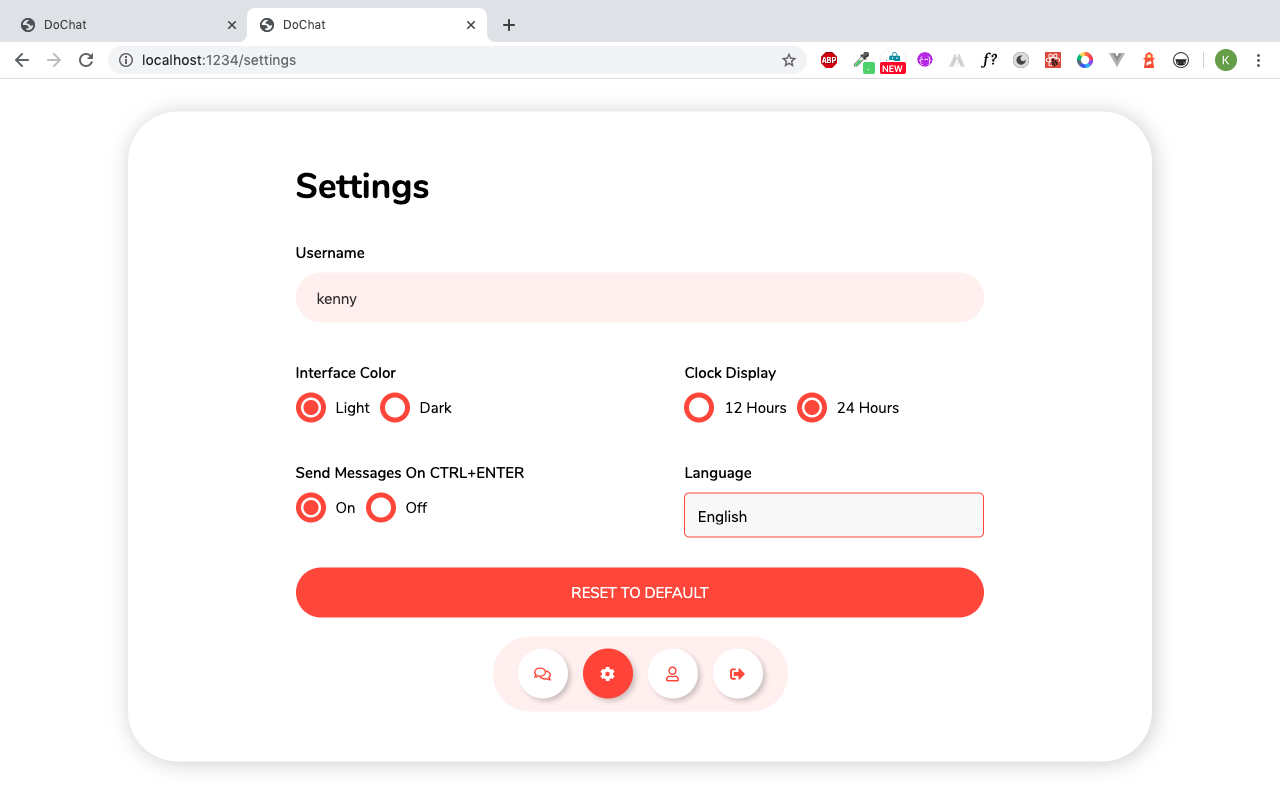 DoChat
DoChat
localhost:1234/settings
ABP
NEW
f?
K
Settings
Username
kenny
Interface Color
Clock Display
Light Dark
12 Hours 24 Hours
Send Messages On CTRL+ENTER
Language
On Off
English
RESET TO DEFAULT